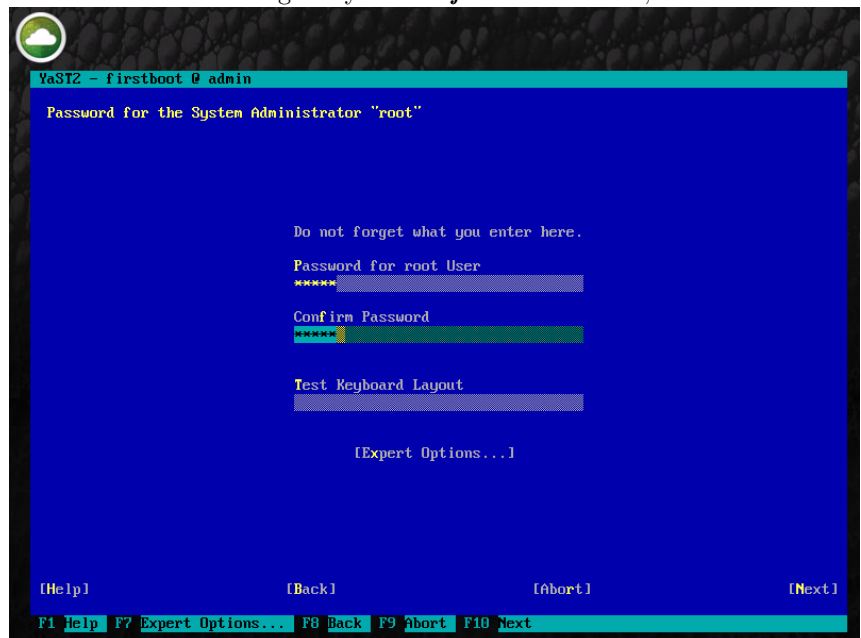 YaST2 - firstboot @ admin
Password for the System Administrator "root"
Do not forget what you enter here.
Password for root User
*****
Confirm Password
*****
Test Keyboard Layout
[Expert Options...]
[Help] [Back] [Abort] [Next]
F1 Help F7 Expert Options... F8 Back F9 Abort F10 Next